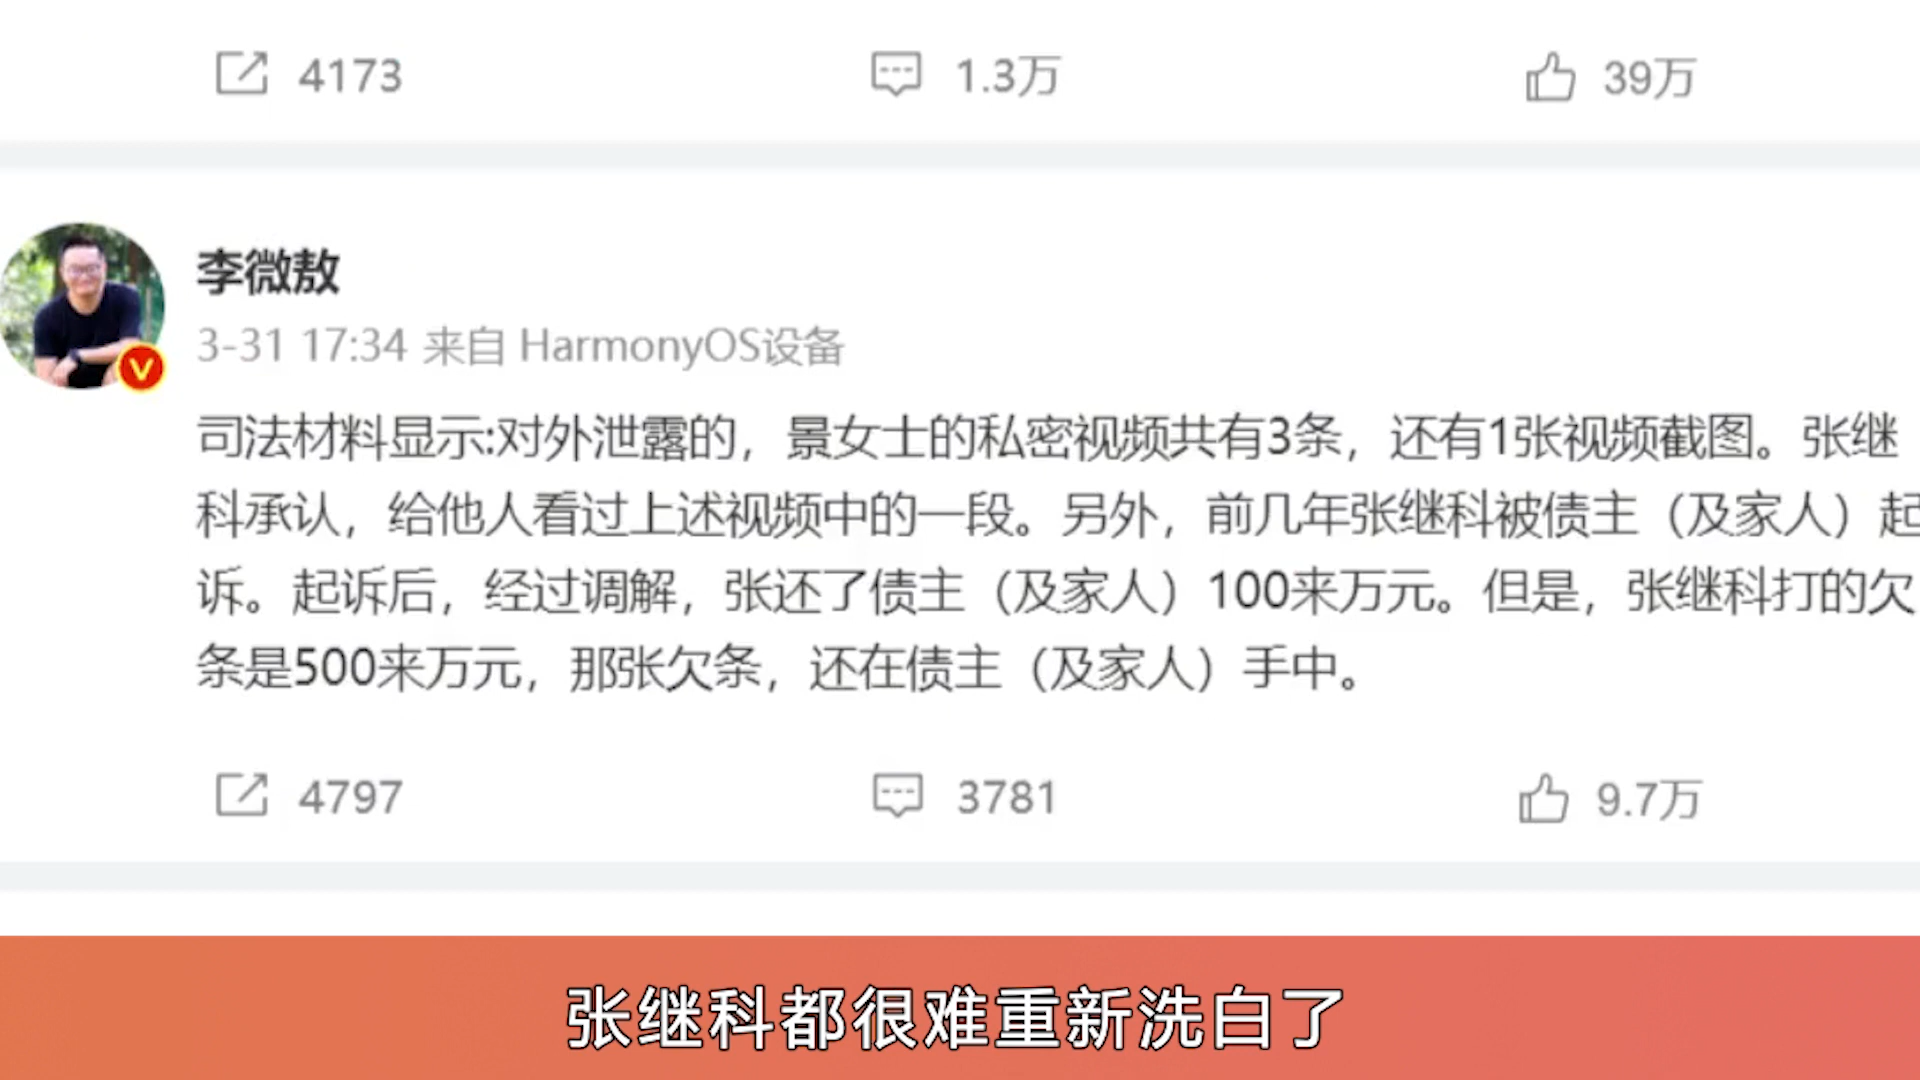 4173 1.3万 39万
李微敖
3-31 17:34 来自 HarmonyOS设备
司法材料显示:对外泄露的，景女士的私密视频共有3条，还有1张视频截图。张继
科承认，给他人看过上述视频中的一段。另外，前几年张继科被债主（及家人）起
诉。起诉后，经过调解，张还了债主（及家人）100来万元。但是，张继科打的欠
条是500来万元，那张欠条，还在债主（及家人）手中。
4797 3781 9.7万
张继科都很难重新洗白了